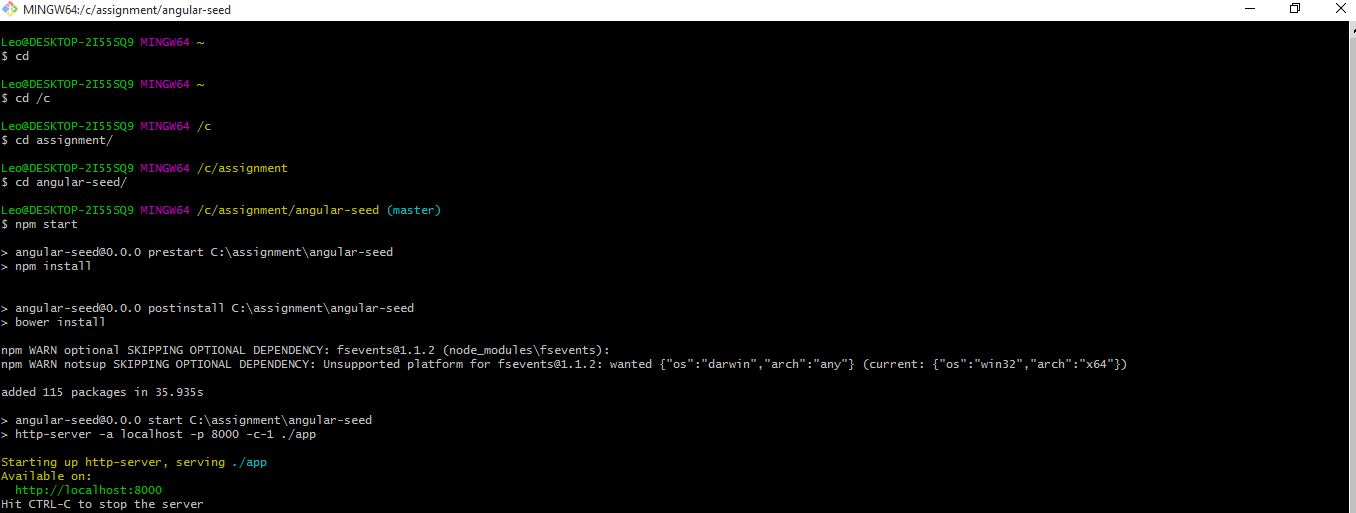 MINGW64:/c/assignment/angular-seed
Leo@DESKTOP-2I55SQ9 MINGW64 ~
$ cd
Leo@DESKTOP-2I55SQ9 MINGW64 ~
$ cd /c
Leo@DESKTOP-2I55SQ9 MINGW64 /c
$ cd assignment/
Leo@DESKTOP-2I55SQ9 MINGW64 /c/assignment
$ cd angular-seed/
Leo@DESKTOP-2I55SQ9 MINGW64 /c/assignment/angular-seed (master)
$ npm start
> angular-seed@0.0.0 prestart C:\assignment\angular-seed
> npm install
> angular-seed@0.0.0 postinstall C:\assignment\angular-seed
> bower install
npm WARN optional SKIPPING OPTIONAL DEPENDENCY: fsevents@1.1.2 (node_modules\fsevents):
npm WARN notsup SKIPPING OPTIONAL DEPENDENCY: Unsupported platform for fsevents@1.1.2: wanted {"os":"darwin","arch":"any"} (current: {"os":"win32","arch":"x64"})
added 115 packages in 35.935s
> angular-seed@0.0.0 start C:\assignment\angular-seed
> http-server -a localhost -p 8000 -c-1 ./app
Starting up http-server, serving ./app
Available on:
http://localhost:8000
Hit CTRL-C to stop the server